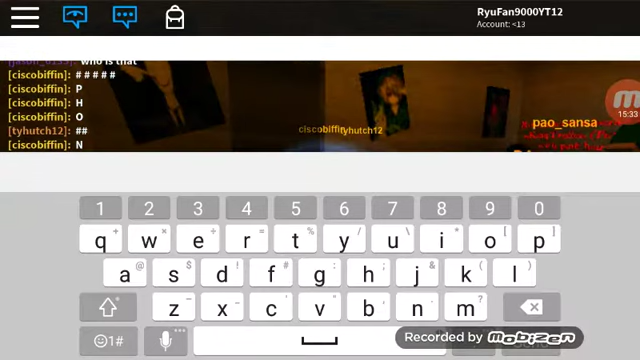 RyuFan9000YT12
Account: <13
[jason_0193]: who is that
[ciscobiffin]: # # # # #
[ciscobiffin]: P
[ciscobiffin]: H
[ciscobiffin]: O
[tyhutch12]: ##
[ciscobiffin]: N
ciscobiffin
tyhutch12
pao_sansa
15:33
1 2 3 4 5 6 7 8 9 0
q w e r t y u i o p
a s d f g h j k l
z x c v b n m
1#
Recorded by Mobizen